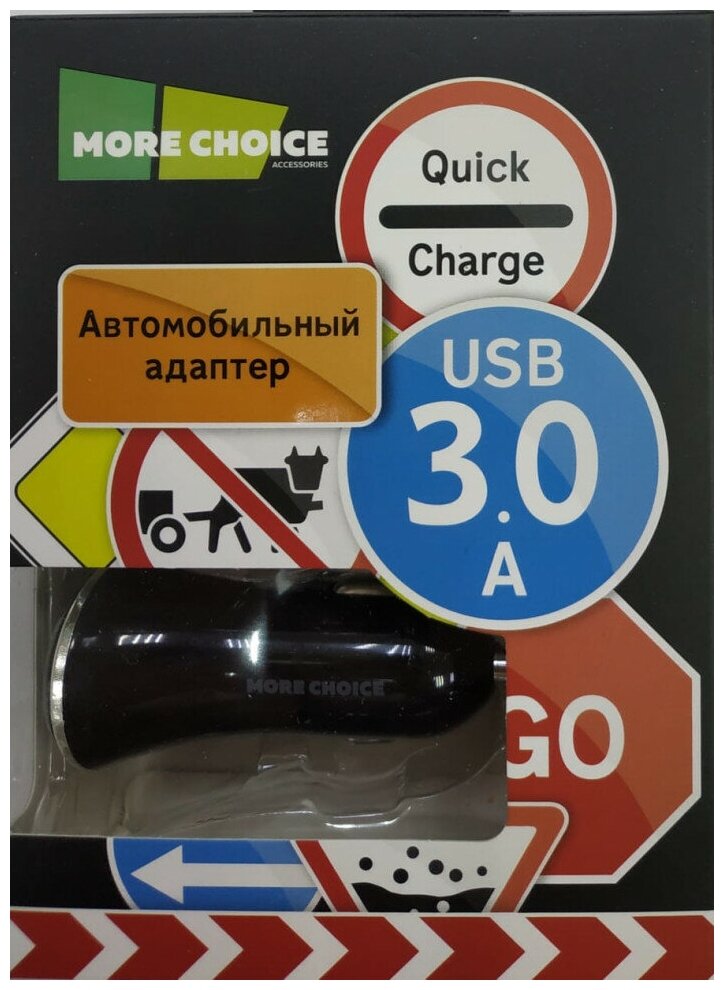 MORE CHOICE
ACCESSORIES
Quick
Charge
Автомобильный
адаптер
USB
3.0
A
MORE CHOICE
GO